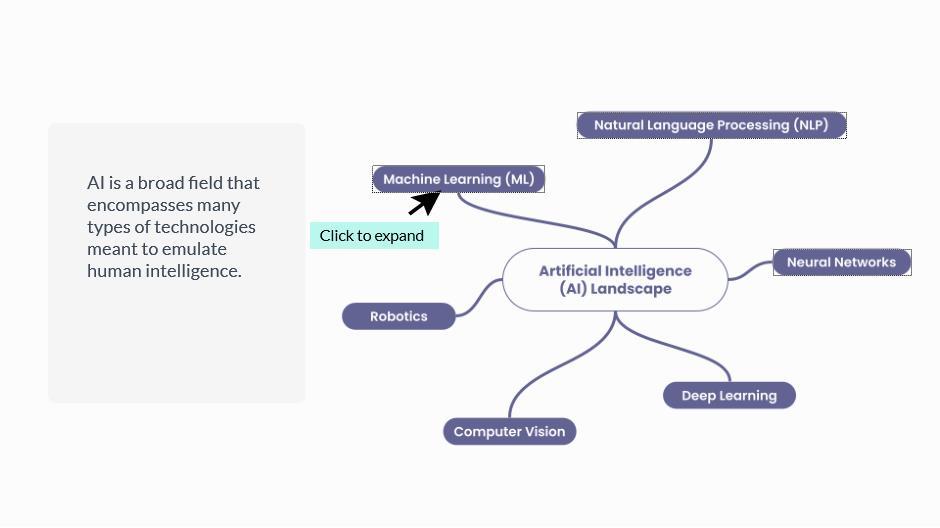 AI is a broad field that
encompasses many
types of technologies
meant to emulate
human intelligence.
Natural Language Processing (NLP)
Machine Learning (ML)
Click to expand
Artificial Intelligence
(AI) Landscape
Neural Networks
Robotics
Deep Learning
Computer Vision